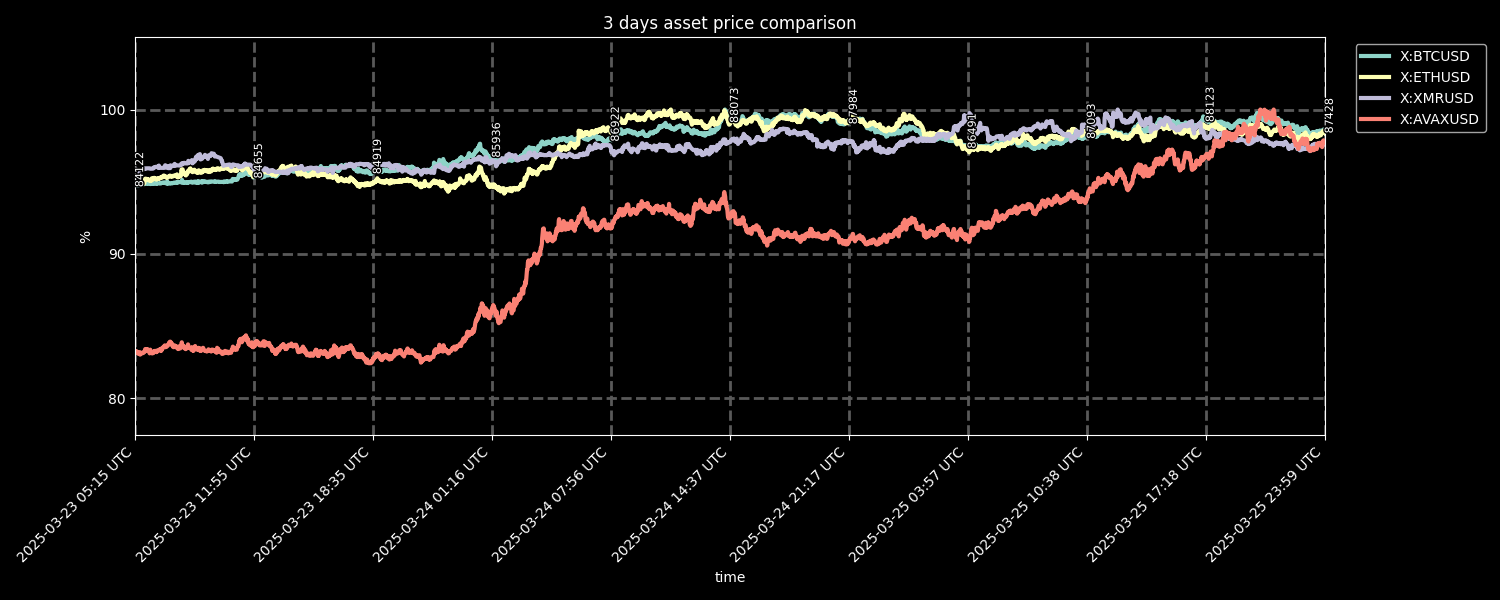 3 days asset price comparison
X:BTCUSD
X:ETHUSD
X:XMRUSD
X:AVAXUSD
100
90
80
%
84122
84655
84919
85936
86922
88073
87984
86491
87093
88123
87428
2025-03-23 05:15 UTC
2025-03-23 11:55 UTC
2025-03-23 18:35 UTC
2025-03-24 01:16 UTC
2025-03-24 07:56 UTC
2025-03-24 14:37 UTC
2025-03-24 21:17 UTC
2025-03-25 03:57 UTC
2025-03-25 10:38 UTC
2025-03-25 17:18 UTC
2025-03-25 23:59 UTC
time